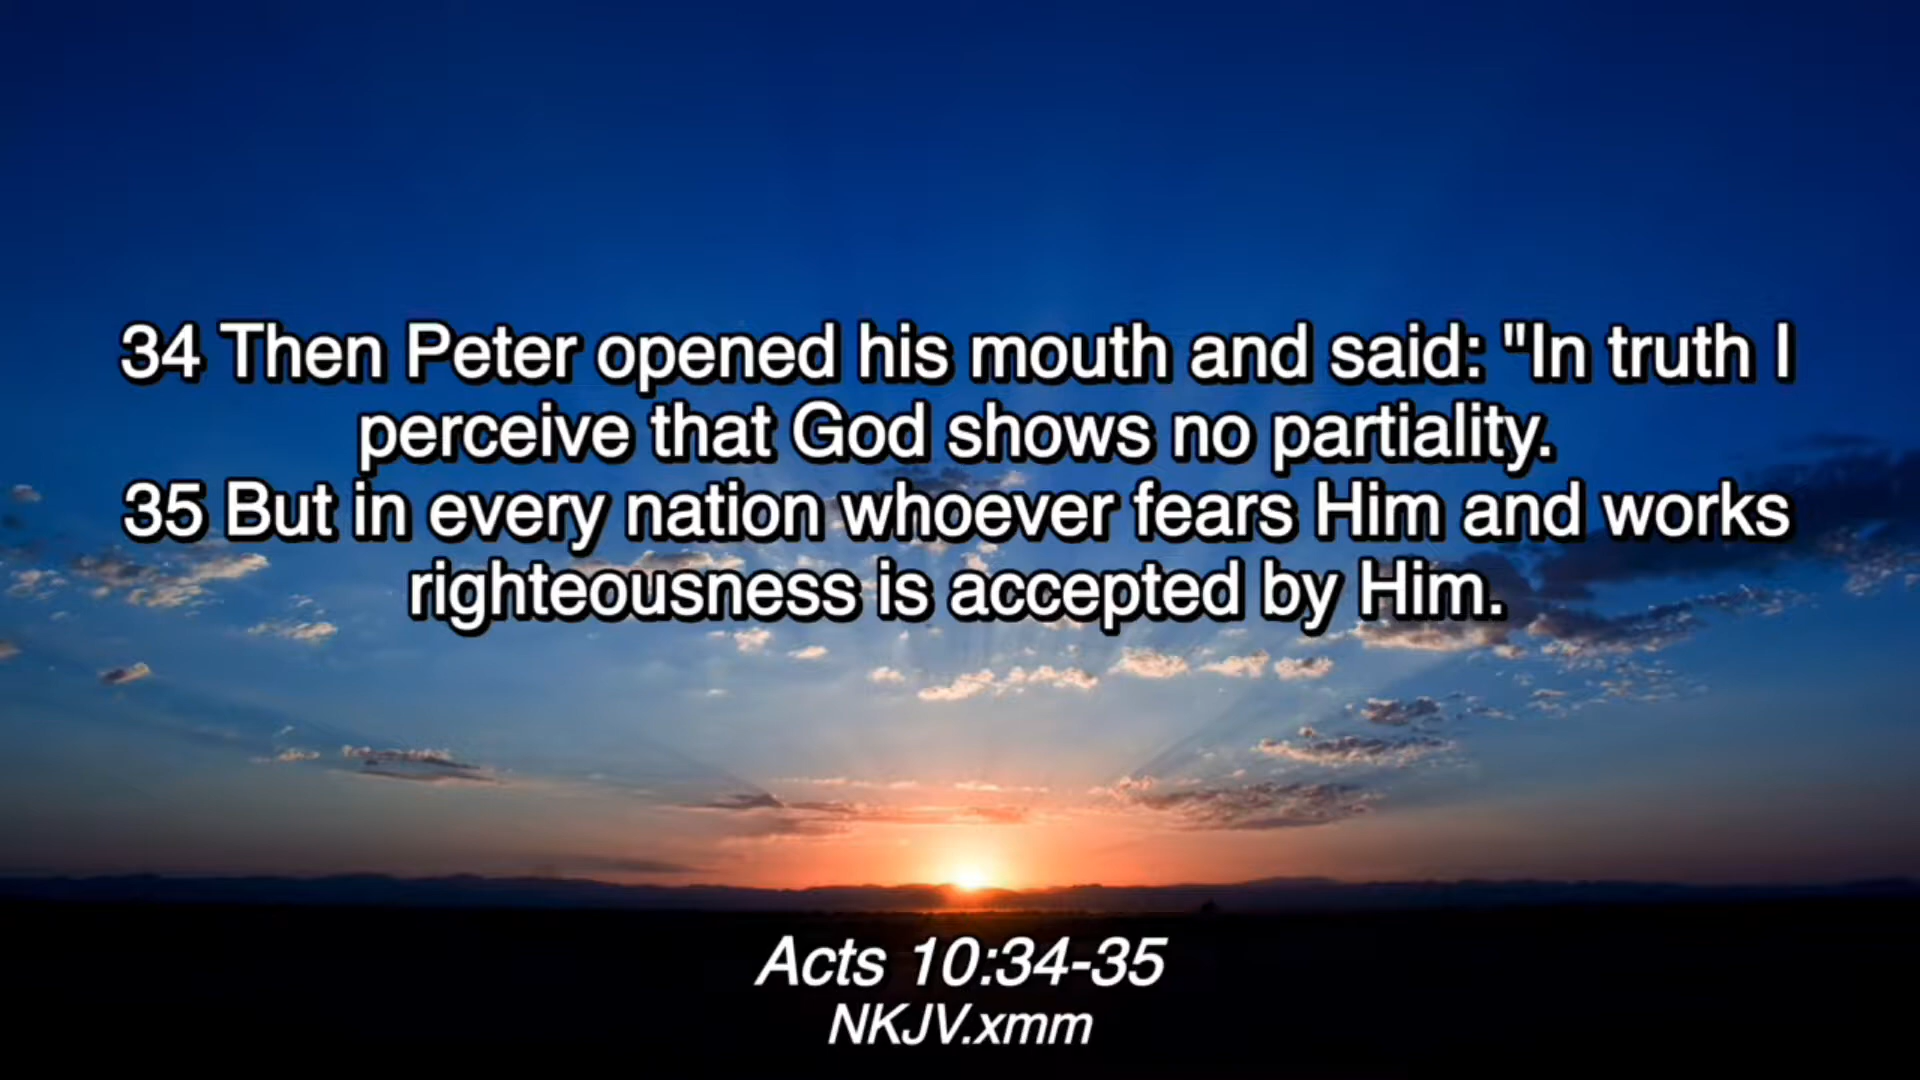 34 Then Peter opened his mouth and said: "In truth I
perceive that God shows no partiality.
35 But in every nation whoever fears Him and works
righteousness is accepted by Him.
Acts 10:34-35
NKJV.xmm